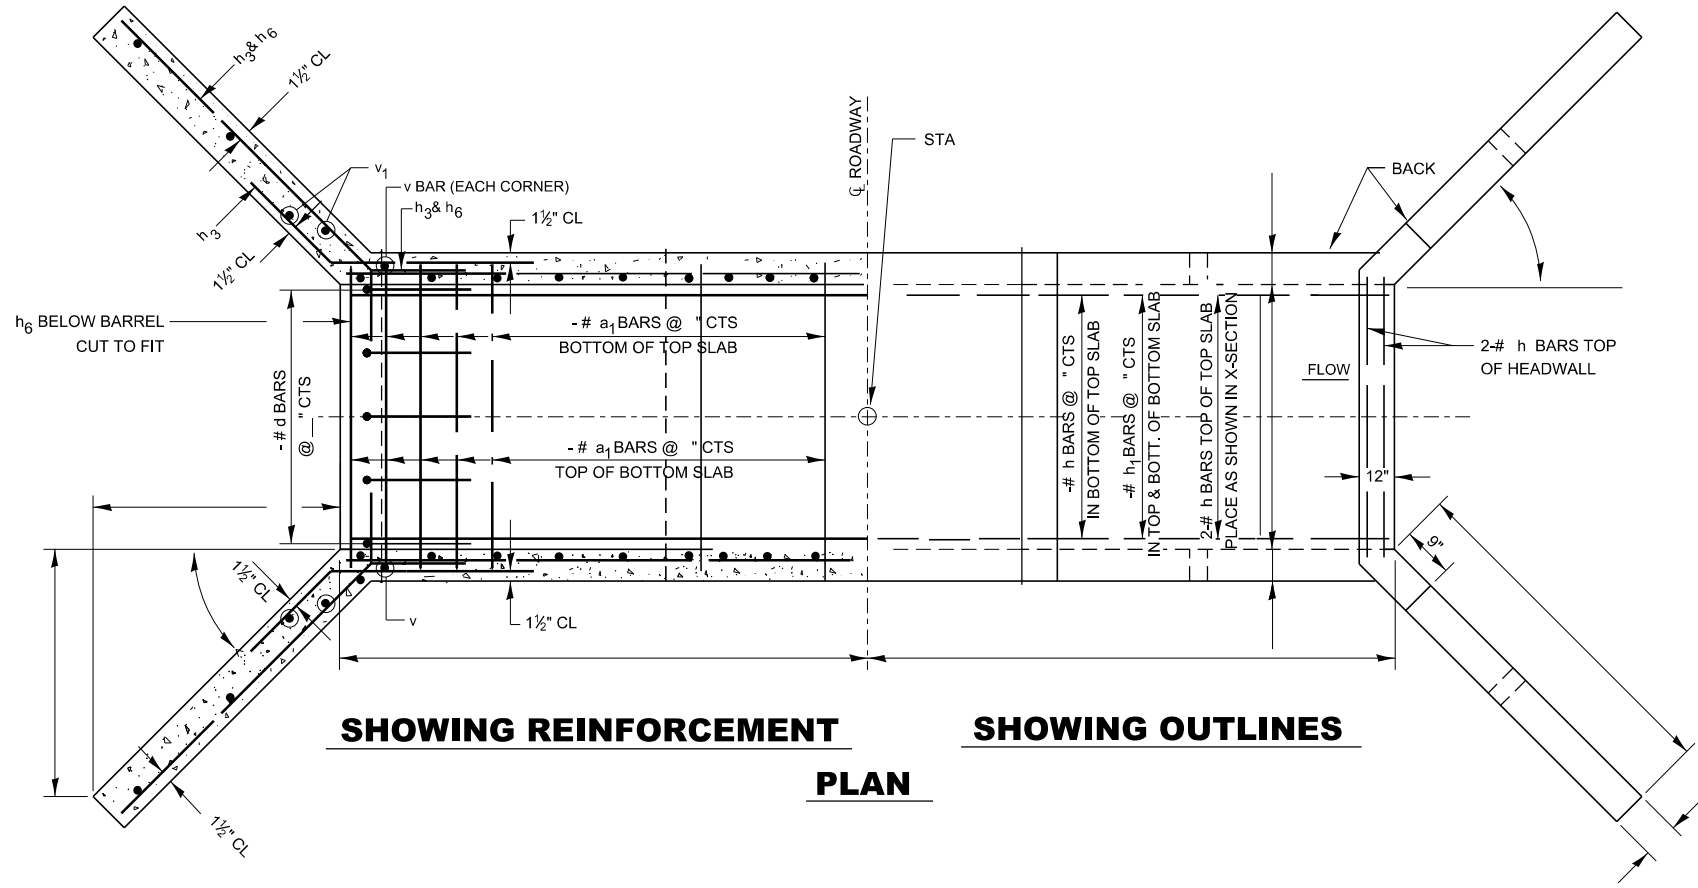 h3& h6
1½" CL
v1
v BAR (EACH CORNER)
h3& h6
h3
1½" CL
1½" CL
℄ ROADWAY
STA
BACK
h6 BELOW BARREL
CUT TO FIT
- # a1 BARS @ " CTS
BOTTOM OF TOP SLAB
- # d BARS
@ __" CTS
- # a1 BARS @ " CTS
TOP OF BOTTOM SLAB
-# h BARS @ " CTS
IN BOTTOM OF TOP SLAB
-# h1 BARS @ " CTS
IN TOP & BOTT. OF BOTTOM SLAB
2-# h BARS TOP OF TOP SLAB
PLACE AS SHOWN IN X-SECTION
FLOW
2-# h BARS TOP
OF HEADWALL
12"
9"
1½" CL
v
1½" CL
1½" CL
SHOWING REINFORCEMENT
SHOWING OUTLINES
PLAN